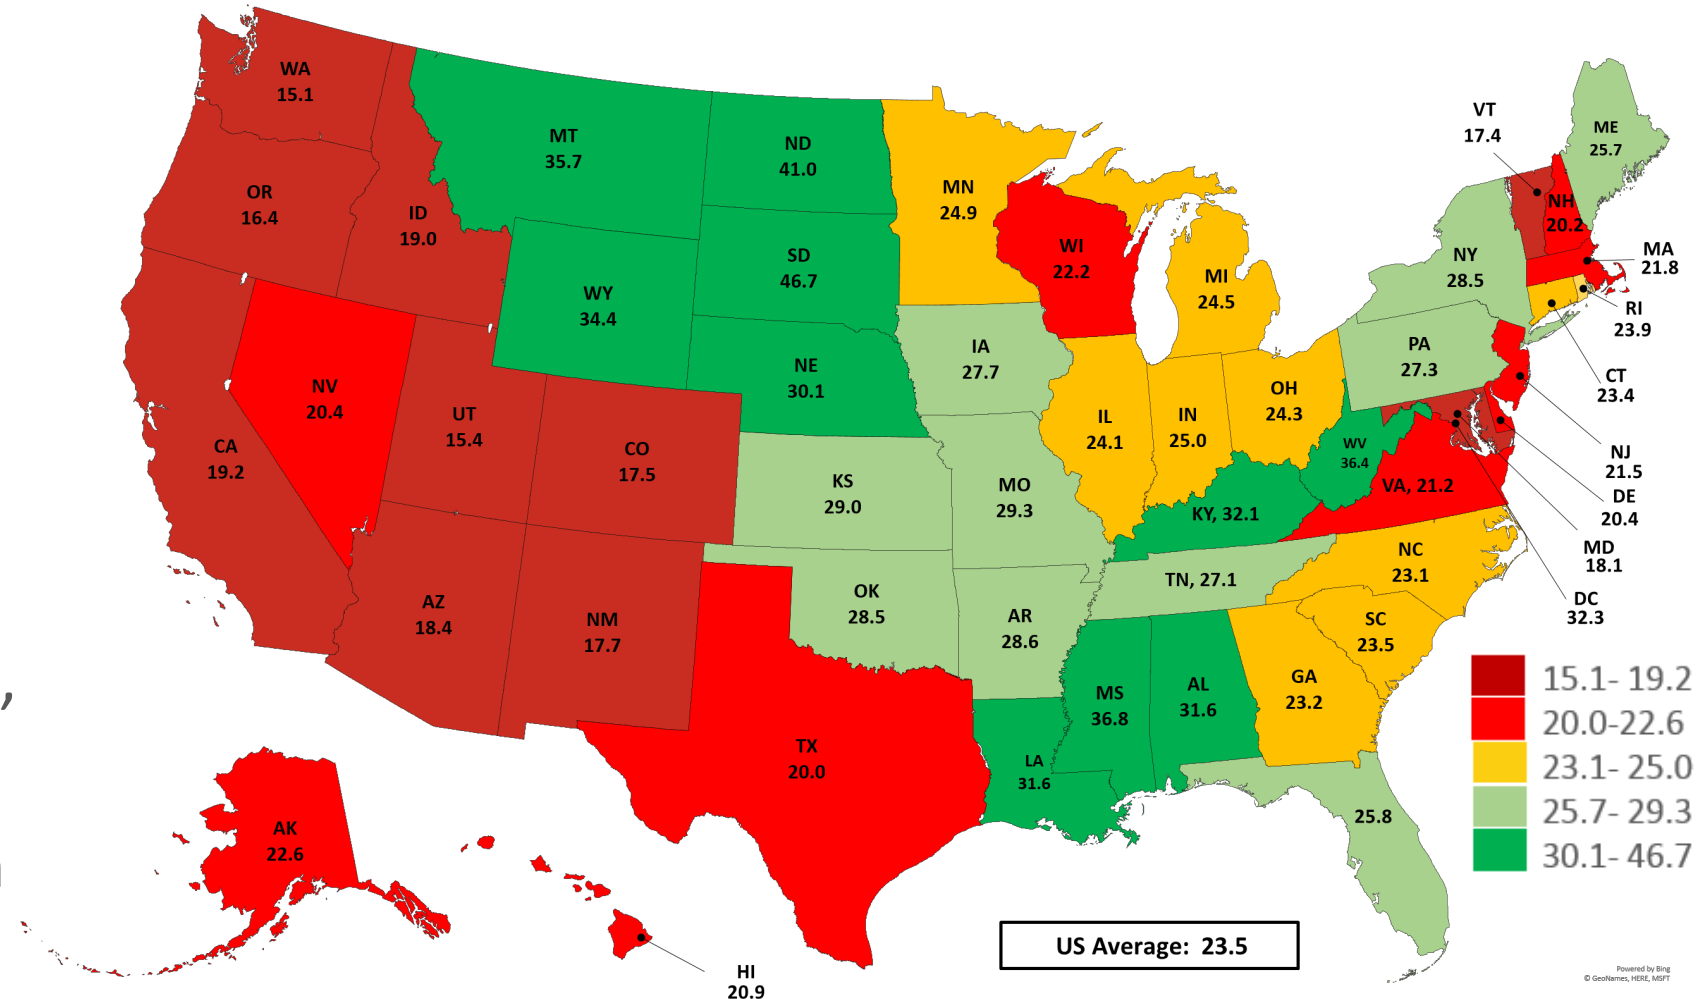 WA
15.1
OR
16.4
ID
19.0
MT
35.7
ND
41.0
MN
24.9
WI
22.2
MI
24.5
VT
17.4
ME
25.7
NH
20.2
NY
28.5
MA
21.8
RI
23.9
CT
23.4
SD
46.7
WY
34.4
NE
30.1
IA
27.7
PA
27.3
NJ
21.5
DE
20.4
MD
18.1
DC
32.3
NV
20.4
UT
15.4
CA
19.2
CO
17.5
KS
29.0
MO
29.3
IL
24.1
IN
25.0
OH
24.3
WV
36.4
VA, 21.2
KY, 32.1
NC
23.1
TN, 27.1
SC
23.5
AZ
18.4
NM
17.7
OK
28.5
AR
28.6
TX
20.0
LA
31.6
MS
36.8
AL
31.6
GA
23.2
25.8
AK
22.6
HI
20.9
15.1- 19.2
20.0-22.6
23.1- 25.0
25.7- 29.3
30.1- 46.7
US Average: 23.5
,
Powered by Bing
© GeoNames, HERE, MSFT